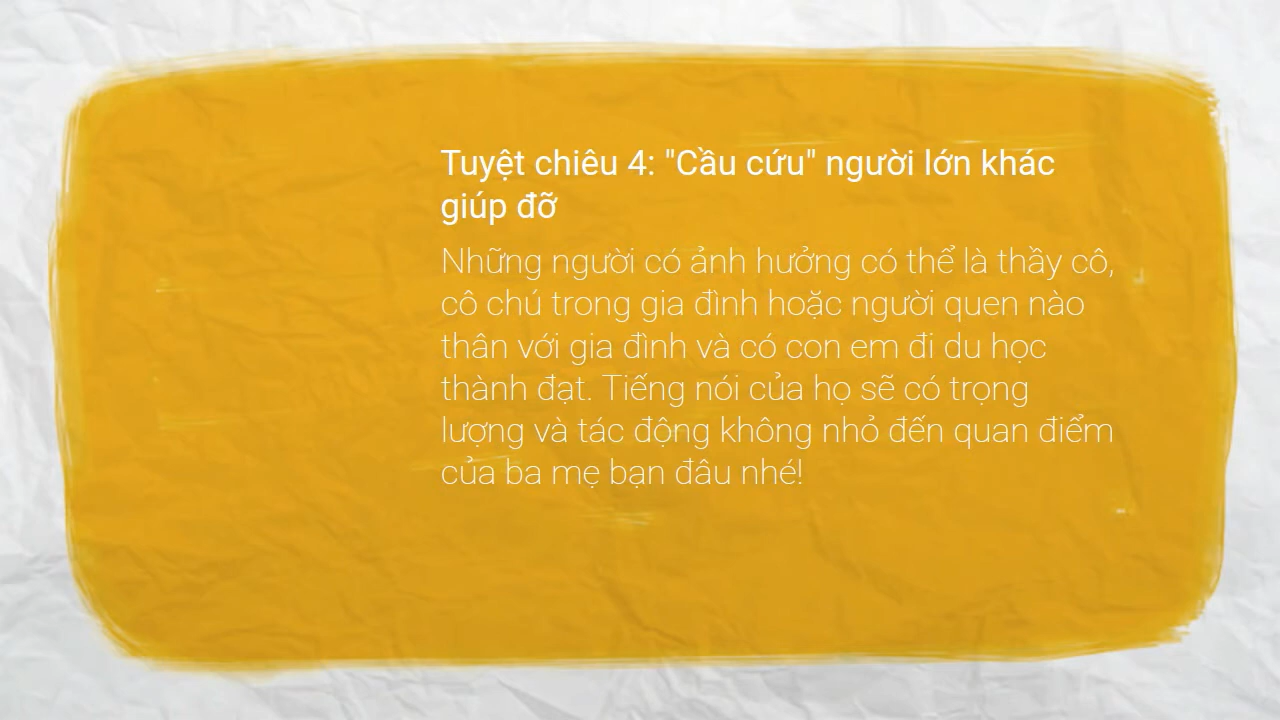 Tuyệt chiêu 4: "Cầu cứu" người lớn khác
giúp đỡ
Những người có ảnh hưởng có thể là thầy cô,
cô chú trong gia đình hoặc người quen nào
thân với gia đình và có con em đi du học
thành đạt. Tiếng nói của họ sẽ có trọng
lượng và tác động không nhỏ đến quan điểm
của ba mẹ bạn đâu nhé!